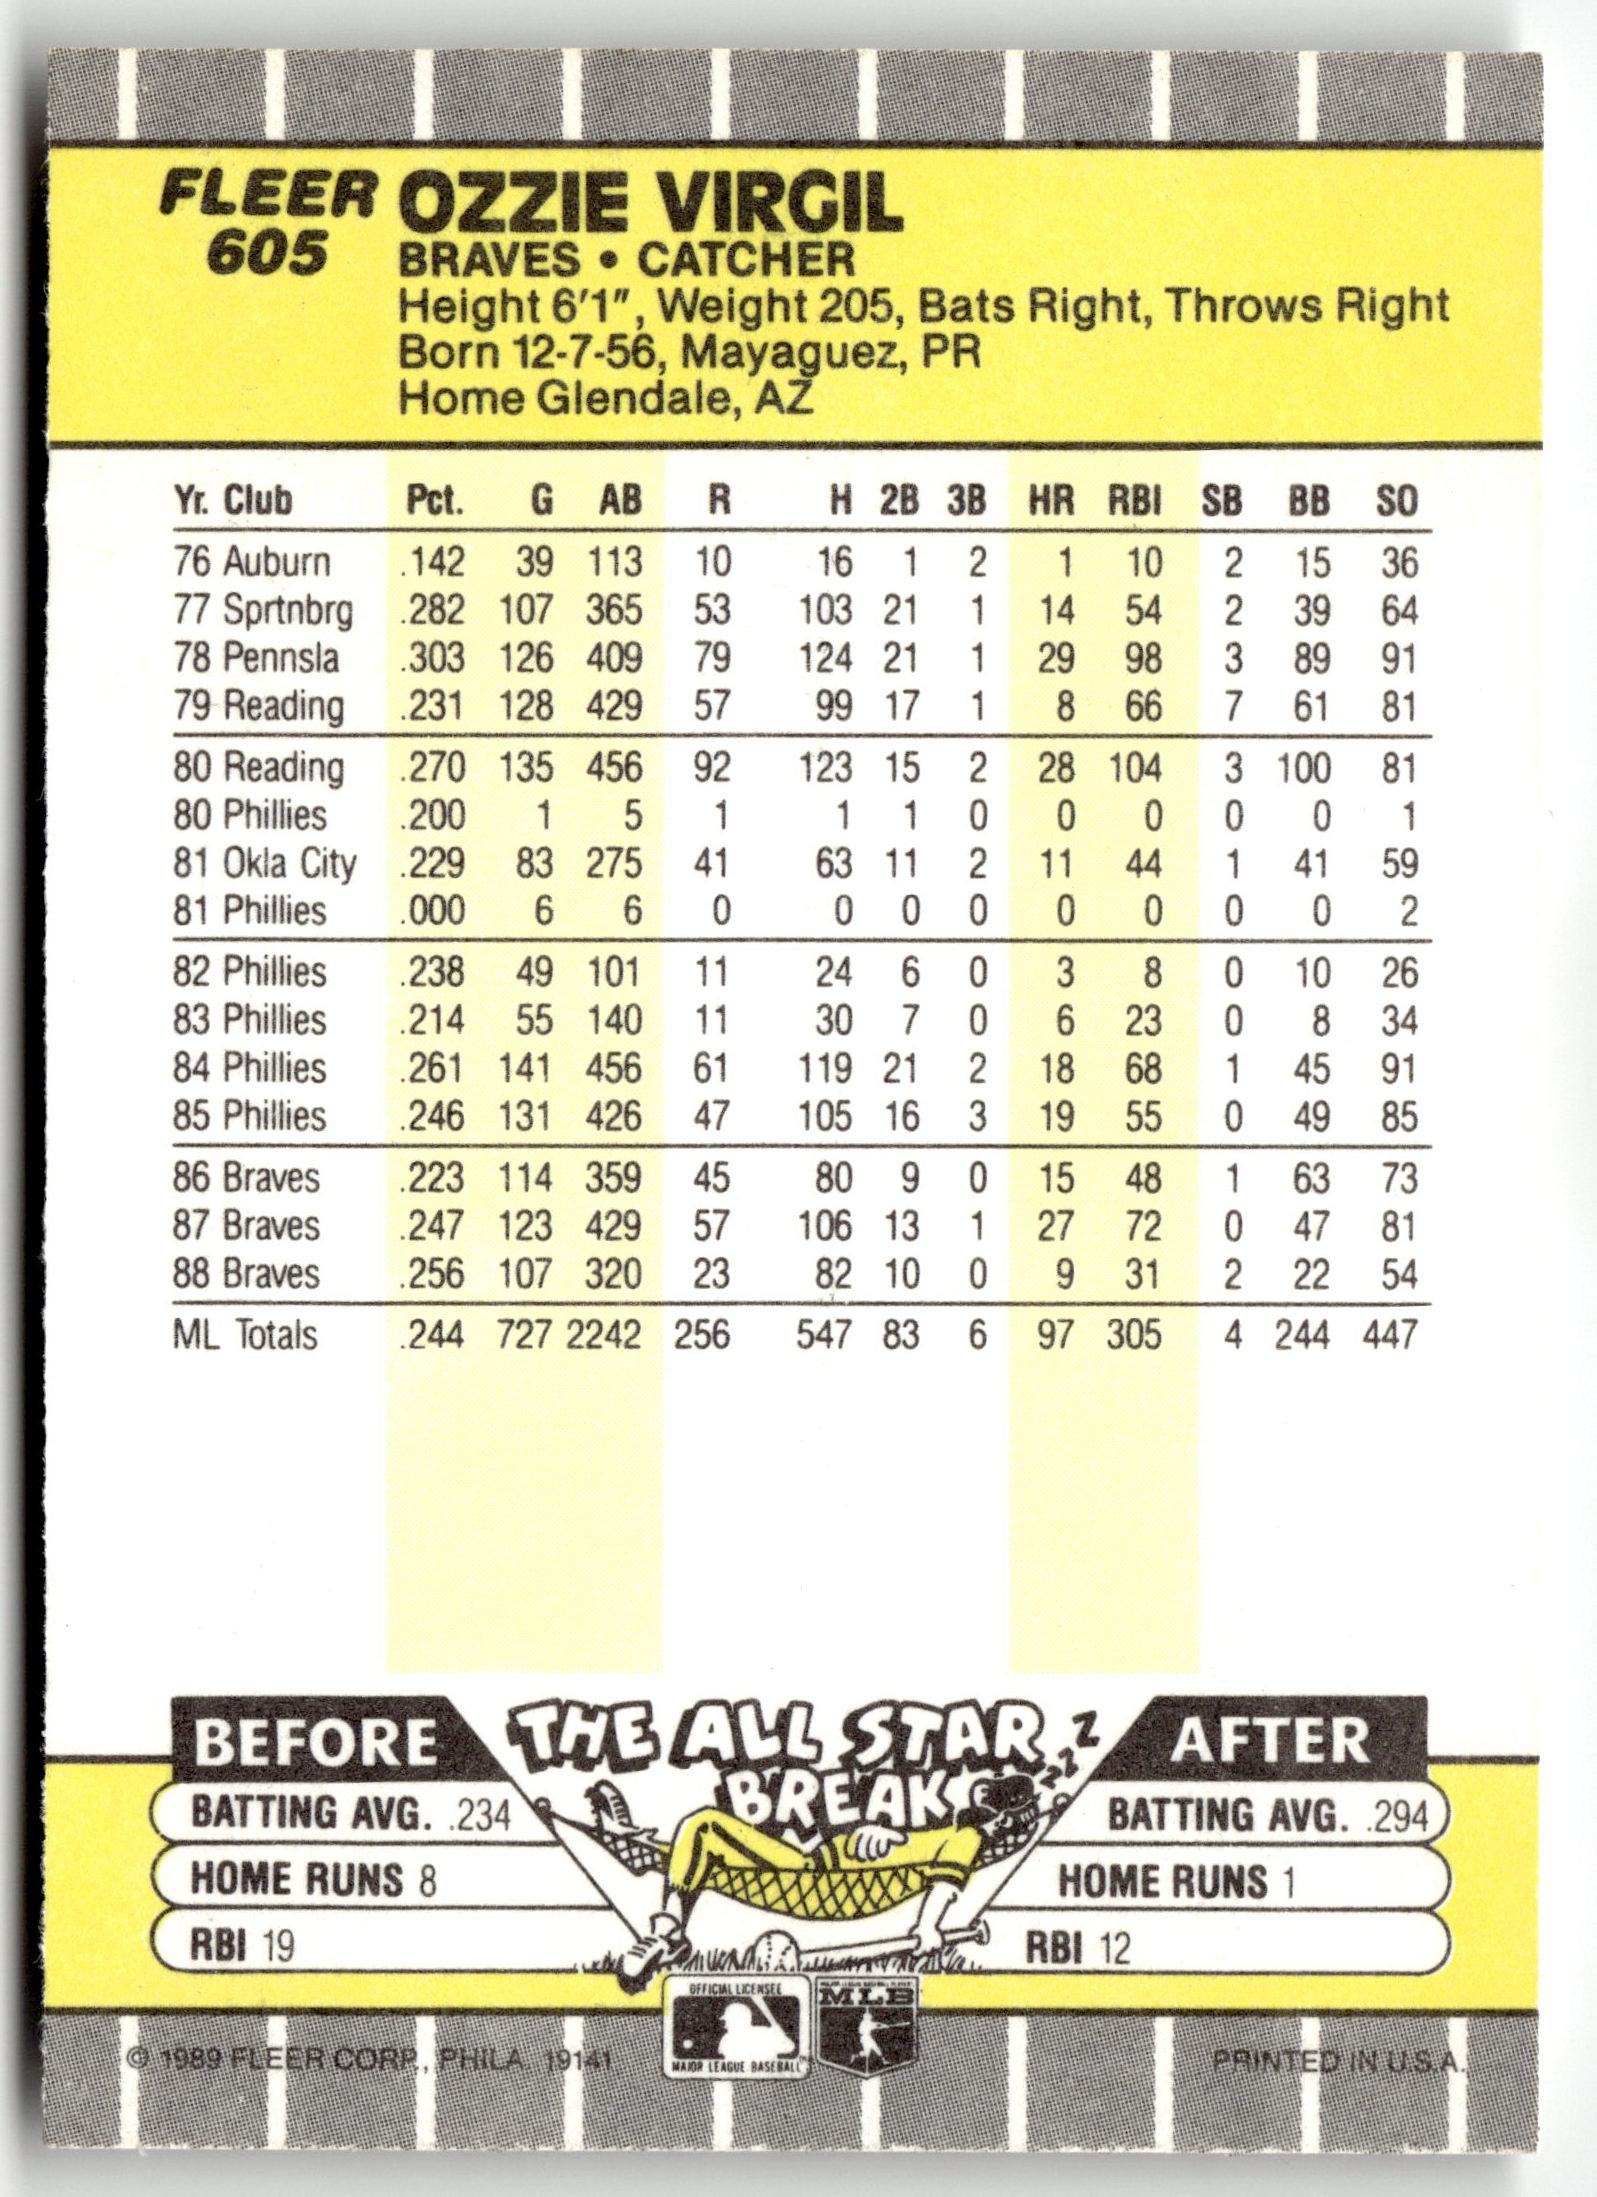 FLEER OZZIE VIRGIL
605 BRAVES • CATCHER
Height 6'1", Weight 205, Bats Right, Throws Right
Born 12-7-56, Mayaguez, PR
Home Glendale, AZ
Yr. Club Pct. G AB R H 2B 3B HR RBI SB BB SO
76 Auburn .142 39 113 10 16 1 2 1 10 2 15 36
77 Sprtnbrg .282 107 365 53 103 21 1 14 54 2 39 64
78 Pennsla .303 126 409 79 124 21 1 29 98 3 89 91
79 Reading .231 128 429 57 99 17 1 8 66 7 61 81
80 Reading .270 135 456 92 123 15 2 28 104 3 100 81
80 Phillies .200 1 5 1 1 1 0 0 0 0 0 1
81 Okla City .229 83 275 41 63 11 2 11 44 1 41 59
81 Phillies .000 6 6 0 0 0 0 0 0 0 0 2
82 Phillies .238 49 101 11 24 6 0 3 8 0 10 26
83 Phillies .214 55 140 11 30 7 0 6 23 0 8 34
84 Phillies .261 141 456 61 119 21 2 18 68 1 45 91
85 Phillies .246 131 426 47 105 16 3 19 55 0 49 85
86 Braves .223 114 359 45 80 9 0 15 48 1 63 73
87 Braves .247 123 429 57 106 13 1 27 72 0 47 81
88 Braves .256 107 320 23 82 10 0 9 31 2 22 54
ML Totals .244 727 2242 256 547 83 6 97 305 4 244 447
BEFORE THE ALL STAR BREAK ZZZZ AFTER
BATTING AVG. .234 BATTING AVG. .294
HOME RUNS 8 HOME RUNS 1
RBI 19 RBI 12
OFFICIAL LICENSEE
MAJOR LEAGUE BASEBALL
MLB
© 1989 FLEER CORP., PHILA. 19141 PRINTED IN U.S.A.